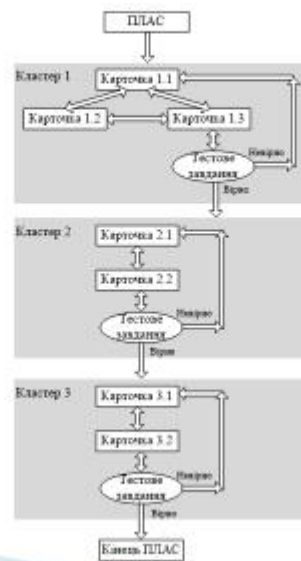 ПЛАС
Кластер 1
Карточка 1.1
Карточка 1.2
Карточка 1.3
Тестове
завдання
Невірно
Вірно
Кластер 2
Карточка 2.1
Карточка 2.2
Тестове
завдання
Невірно
Вірно
Кластер 3
Карточка 3.1
Карточка 3.2
Тестове
завдання
Невірно
Вірно
Кінець ПЛАС